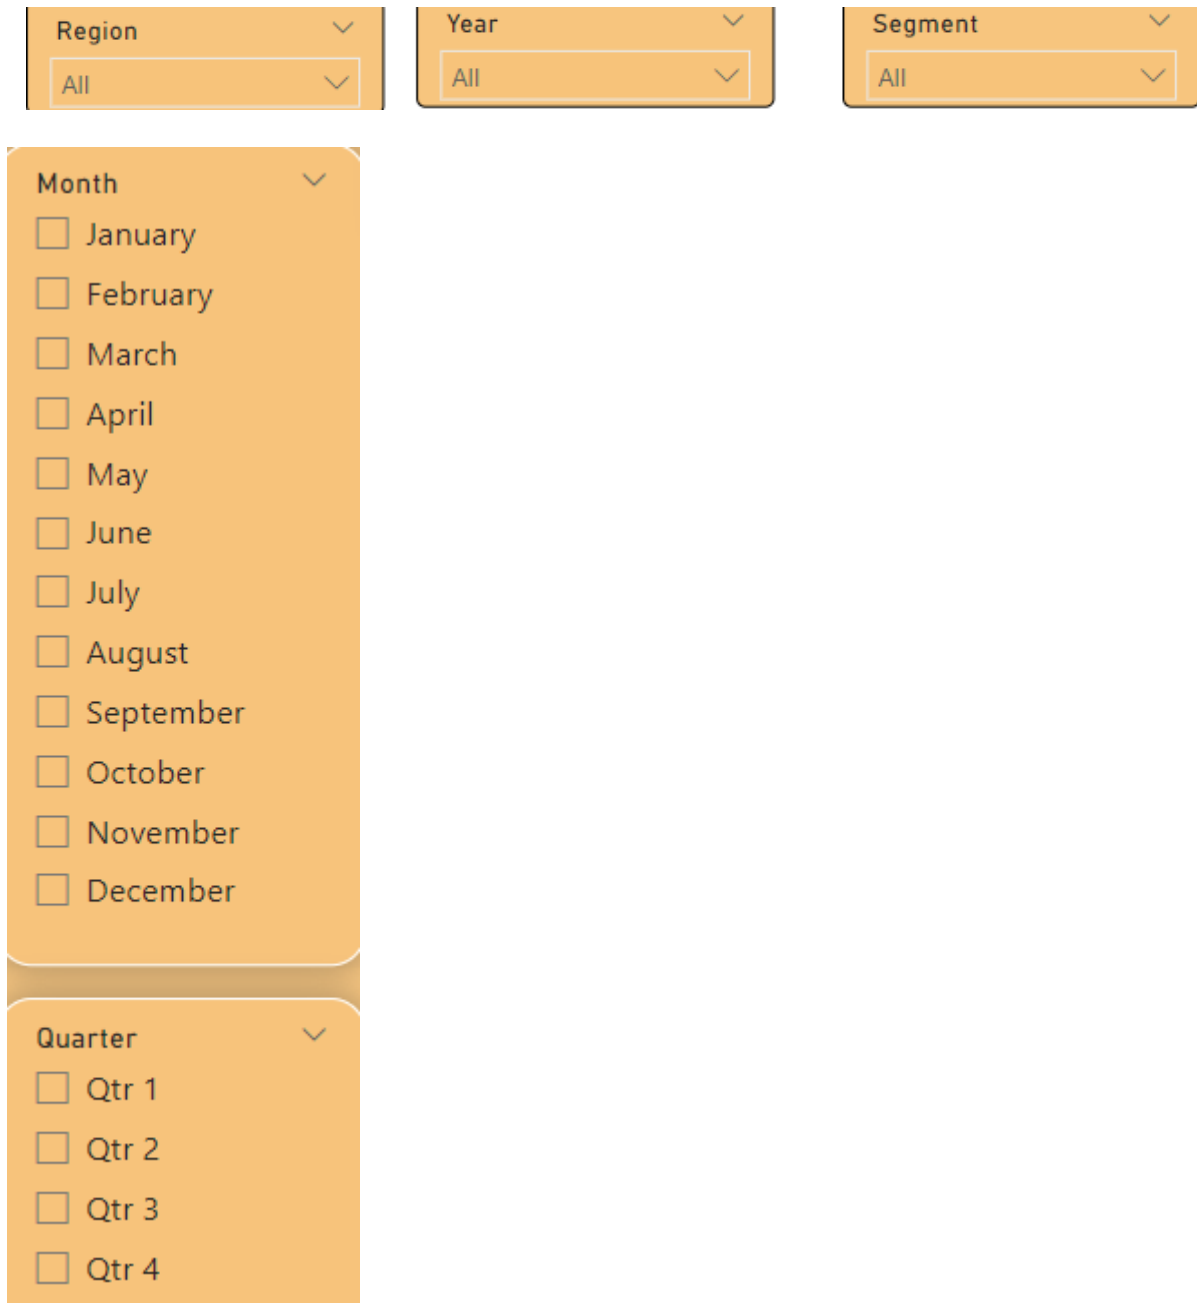 Region
All
Year
All
Segment
All
Month
January
February
March
April
May
June
July
August
September
October
November
December
Quarter
Qtr 1
Qtr 2
Qtr 3
Qtr 4